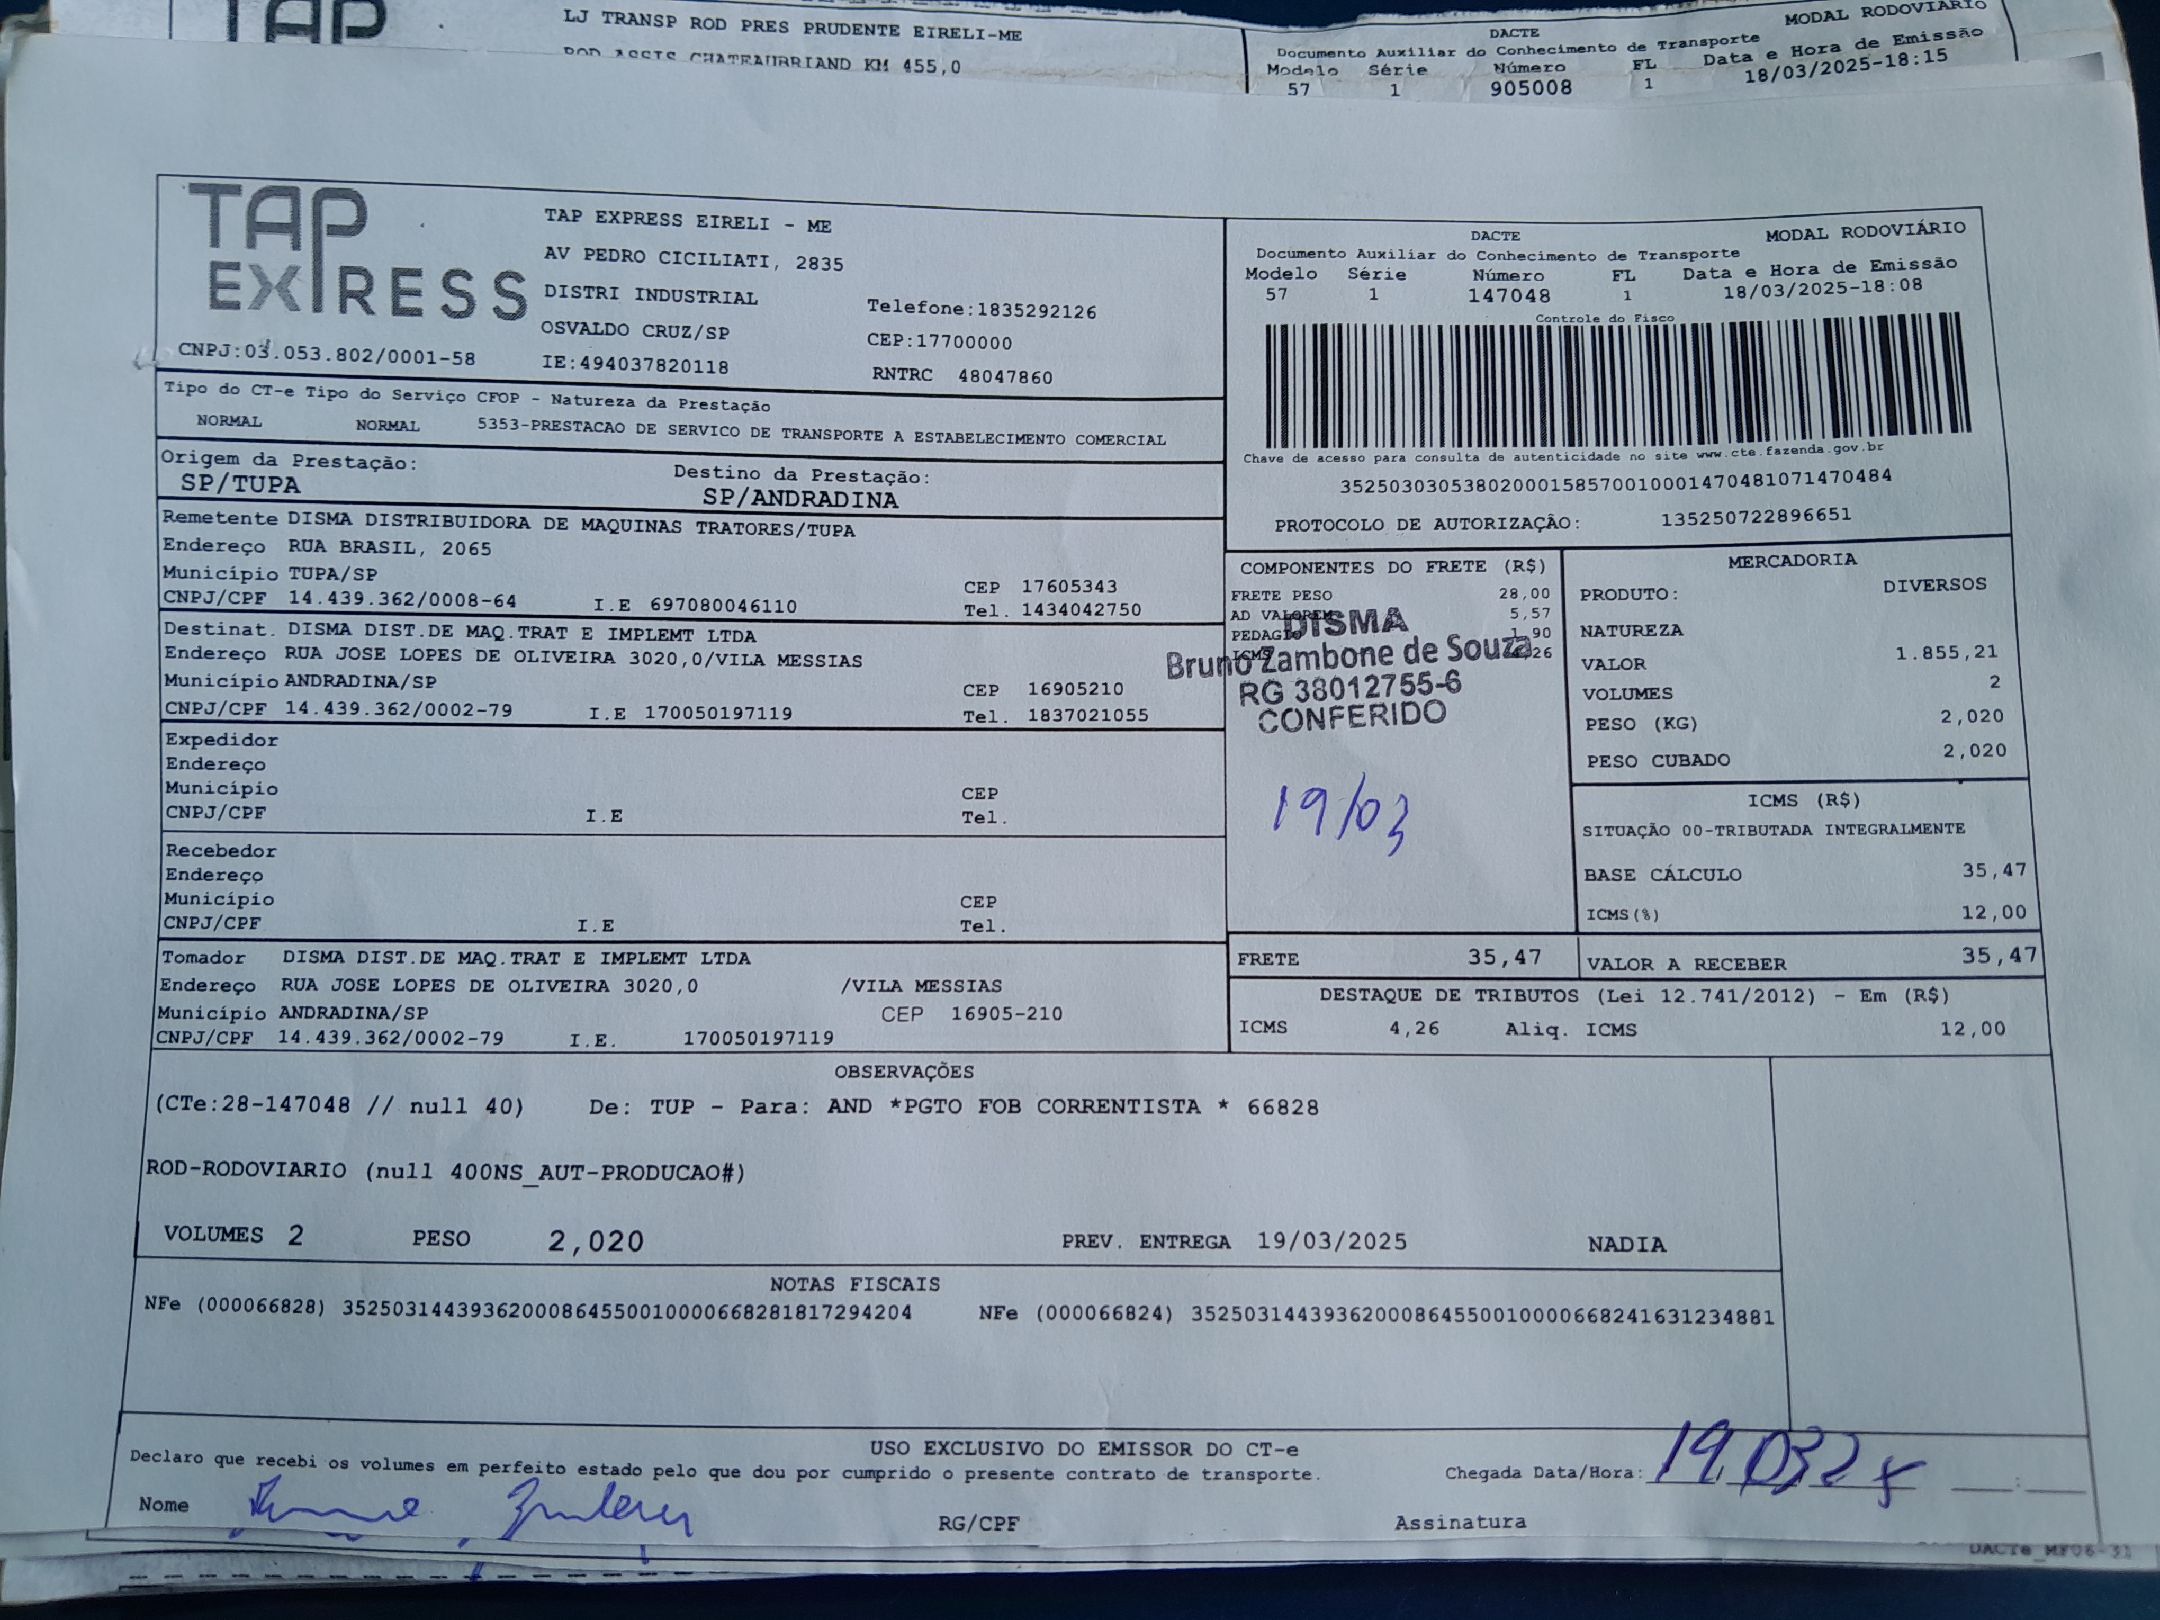 TAP
LJ TRANSP ROD PRES PRUDENTE EIRELI-ME
ROD ASSIS CHATEAUBRIAND KM 455,0
DACTE MODAL RODOVIÁRIO
Documento Auxiliar do Conhecimento de Transporte
Modelo Série Número FL Data e Hora de Emissão
57 1 905008 1 18/03/2025-18:15
TAP EXPRESS
CNPJ:03.053.802/0001-58
TAP EXPRESS EIRELI - ME
AV PEDRO CICILIATI, 2835
DISTRI INDUSTRIAL Telefone:1835292126
OSVALDO CRUZ/SP CEP:17700000
IE:494037820118 RNTRC 48047860
DACTE MODAL RODOVIÁRIO
Documento Auxiliar do Conhecimento de Transporte
Modelo Série Número FL Data e Hora de Emissão
57 1 147048 1 18/03/2025-18:08
Controle do Fisco
Chave de acesso para consulta de autenticidade no site www.cte.fazenda.gov.br
35250303053802000158570010001470481071470484
PROTOCOLO DE AUTORIZAÇÃO: 135250722896651
Tipo do CT-e Tipo do Serviço CFOP - Natureza da Prestação
NORMAL NORMAL 5353-PRESTACAO DE SERVICO DE TRANSPORTE A ESTABELECIMENTO COMERCIAL
Origem da Prestação: Destino da Prestação:
SP/TUPA SP/ANDRADINA
Remetente DISMA DISTRIBUIDORA DE MAQUINAS TRATORES/TUPA
Endereço RUA BRASIL, 2065
Município TUPA/SP CEP 17605343
CNPJ/CPF 14.439.362/0008-64 I.E 697080046110 Tel. 1434042750
Destinat. DISMA DIST.DE MAQ.TRAT E IMPLEMT LTDA
Endereço RUA JOSE LOPES DE OLIVEIRA 3020,0/VILA MESSIAS
Município ANDRADINA/SP CEP 16905210
CNPJ/CPF 14.439.362/0002-79 I.E 170050197119 Tel. 1837021055
Expedidor
Endereço
Município CEP
CNPJ/CPF I.E Tel.
Recebedor
Endereço
Município CEP
CNPJ/CPF I.E Tel.
Tomador DISMA DIST.DE MAQ.TRAT E IMPLEMT LTDA
Endereço RUA JOSE LOPES DE OLIVEIRA 3020,0 /VILA MESSIAS
Município ANDRADINA/SP CEP 16905-210
CNPJ/CPF 14.439.362/0002-79 I.E. 170050197119
COMPONENTES DO FRETE (R$)
FRETE PESO 28,00
AD VALOREM 5,57
PEDAGIO 1,90
ICMS 4,26
DISMA
Bruno Zambone de Souza
RG 38012755-6
CONFERIDO
19/03
MERCADORIA
PRODUTO: DIVERSOS
NATUREZA
VALOR 1.855,21
VOLUMES 2
PESO (KG) 2,020
PESO CUBADO 2,020
ICMS (R$)
SITUAÇÃO 00-TRIBUTADA INTEGRALMENTE
BASE CÁLCULO 35,47
ICMS(%) 12,00
FRETE 35,47 VALOR A RECEBER 35,47
DESTAQUE DE TRIBUTOS (Lei 12.741/2012) - Em (R$)
ICMS 4,26 Aliq. ICMS 12,00
OBSERVAÇÕES
(CTe:28-147048 // null 40) De: TUP - Para: AND *PGTO FOB CORRENTISTA * 66828
ROD-RODOVIARIO (null 400NS_AUT-PRODUCAO#)
VOLUMES 2 PESO 2,020 PREV. ENTREGA 19/03/2025 NADIA
NOTAS FISCAIS
NFe (000066828) 35250314439362000864550010000668281817294204 NFe (000066824) 35250314439362000864550010000668241631234881
USO EXCLUSIVO DO EMISSOR DO CT-e
Declaro que recebi os volumes em perfeito estado pelo que dou por cumprido o presente contrato de transporte. Chegada Data/Hora: 19.03 25
Nome RG/CPF Assinatura
DACTe_MF06-31